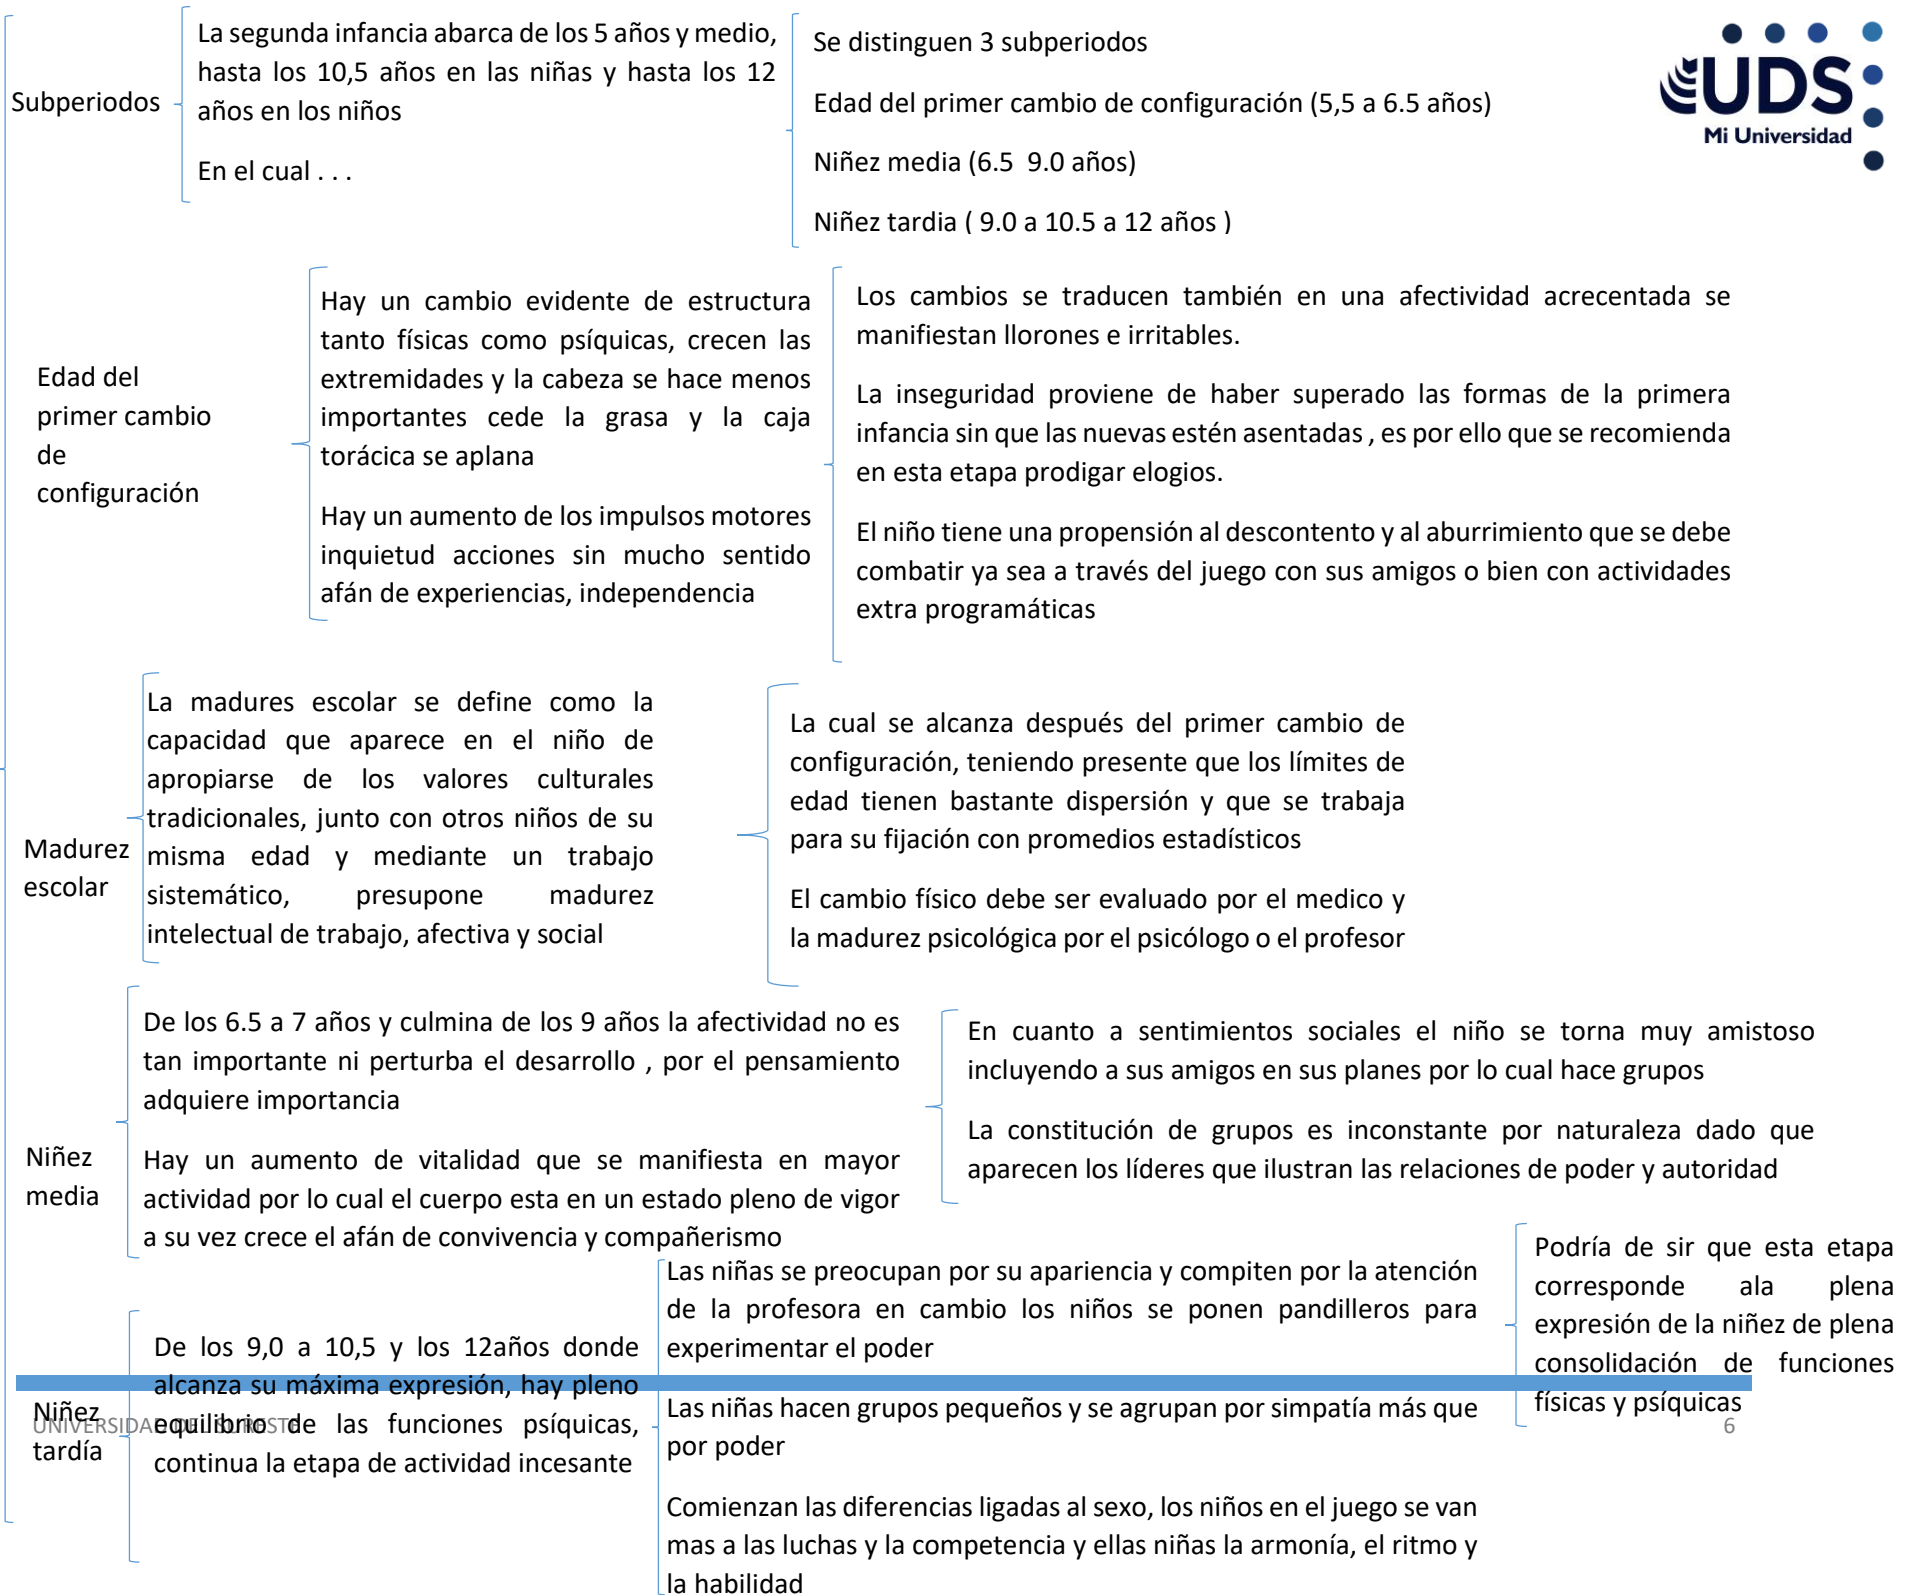 Subperiodos
La segunda infancia abarca de los 5 años y medio,
hasta los 10,5 años en las niñas y hasta los 12
años en los niños
En el cual . . .
Se distinguen 3 subperiodos
Edad del primer cambio de configuración (5,5 a 6.5 años)
Niñez media (6.5  9.0 años)
Niñez tardia ( 9.0 a 10.5 a 12 años )
UDS
Mi Universidad
Edad del
primer cambio
de
configuración
Hay un cambio evidente de estructura
tanto físicas como psíquicas, crecen las
extremidades y la cabeza se hace menos
importantes cede la grasa y la caja
torácica se aplana
Hay un aumento de los impulsos motores
inquietud acciones sin mucho sentido
afán de experiencias, independencia
Los cambios se traducen también en una afectividad acrecentada se
manifiestan llorones e irritables.
La inseguridad proviene de haber superado las formas de la primera
infancia sin que las nuevas estén asentadas , es por ello que se recomienda
en esta etapa prodigar elogios.
El niño tiene una propensión al descontento y al aburrimiento que se debe
combatir ya sea a través del juego con sus amigos o bien con actividades
extra programáticas
Madurez
escolar
La madures escolar se define como la
capacidad que aparece en el niño de
apropiarse de los valores culturales
tradicionales, junto con otros niños de su
misma edad y mediante un trabajo
sistemático, presupone madurez
intelectual de trabajo, afectiva y social
La cual se alcanza después del primer cambio de
configuración, teniendo presente que los límites de
edad tienen bastante dispersión y que se trabaja
para su fijación con promedios estadísticos
El cambio físico debe ser evaluado por el medico y
la madurez psicológica por el psicólogo o el profesor
Niñez
media
De los 6.5 a 7 años y culmina de los 9 años la afectividad no es
tan importante ni perturba el desarrollo , por el pensamiento
adquiere importancia
Hay un aumento de vitalidad que se manifiesta en mayor
actividad por lo cual el cuerpo esta en un estado pleno de vigor
a su vez crece el afán de convivencia y compañerismo
En cuanto a sentimientos sociales el niño se torna muy amistoso
incluyendo a sus amigos en sus planes por lo cual hace grupos
La constitución de grupos es inconstante por naturaleza dado que
aparecen los líderes que ilustran las relaciones de poder y autoridad
Niñez
tardía
De los 9,0 a 10,5 y los 12años donde
alcanza su máxima expresión, hay pleno
equilibrio de las funciones psíquicas,
continua la etapa de actividad incesante
Las niñas se preocupan por su apariencia y compiten por la atención
de la profesora en cambio los niños se ponen pandilleros para
experimentar el poder
Las niñas hacen grupos pequeños y se agrupan por simpatía más que
por poder
Comienzan las diferencias ligadas al sexo, los niños en el juego se van
mas a las luchas y la competencia y ellas niñas la armonía, el ritmo y
la habilidad
Podría de sir que esta etapa
corresponde ala plena
expresión de la niñez de plena
consolidación de funciones
físicas y psíquicas
UNIVERSIDAD DEL SURESTE
6